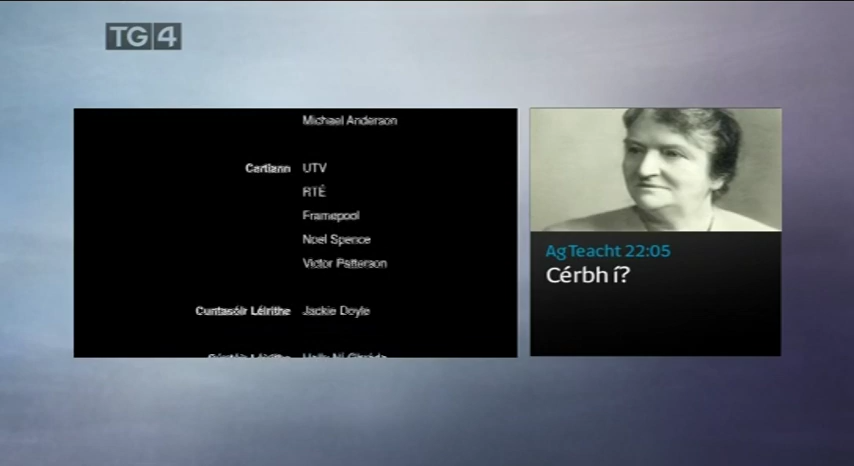 TG4
Michael Anderson
Cartlann UTV
RTÉ
Framepool
Noel Spence
Victor Patterson
Cuntasóir Léirithe Jackie Doyle
Léirithe
Ag Teacht 22:05
Cérbh í?